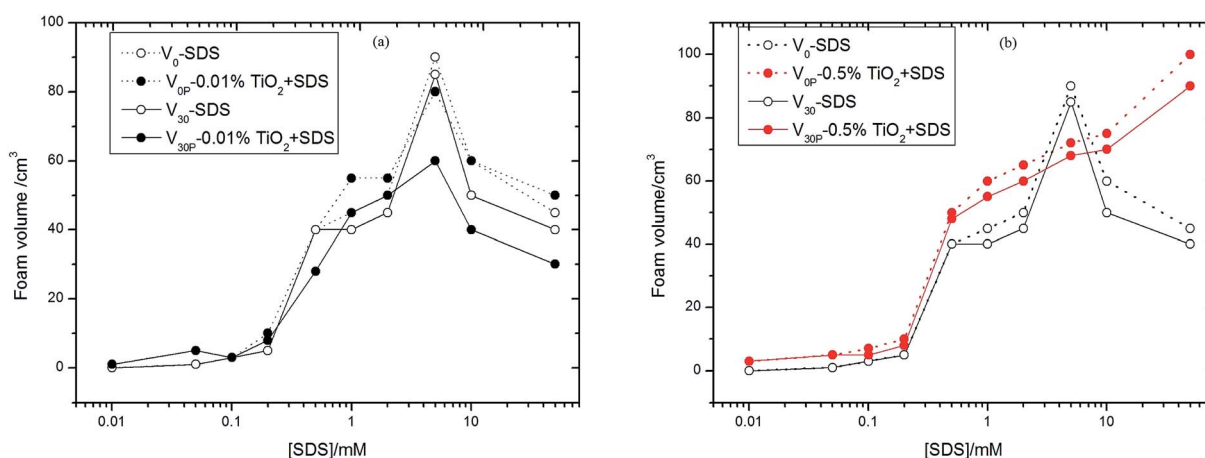 (a)
V0-SDS
V0P-0.01% TiO2+SDS
V30-SDS
V30P-0.01% TiO2+SDS
100
80
60
40
20
0
Foam volume /cm3
0.01
0.1
1
10
[SDS]/mM
(b)
V0-SDS
V0P-0.5% TiO2+SDS
V30-SDS
V30P-0.5% TiO2+SDS
100
80
60
40
20
0
Foam volume/cm3
0.01
0.1
1
10
[SDS]/mM